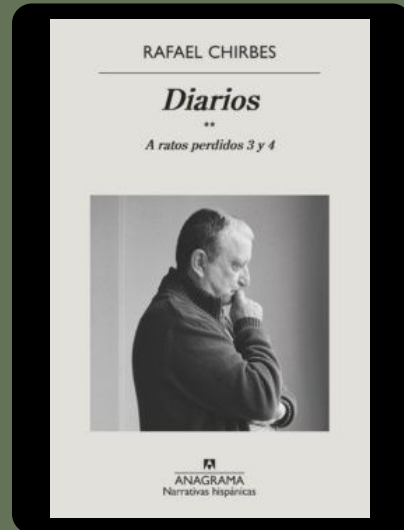 RAFAEL CHIRBES
Diarios
**
A ratos perdidos 3 y 4
A
ANAGRAMA
Narrativas hispánicas